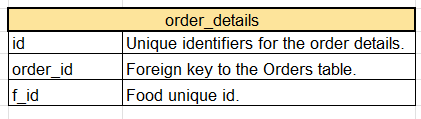 order_details
id Unique identifiers for the order details.
order_id Foreign key to the Orders table.
f_id Food unique id.